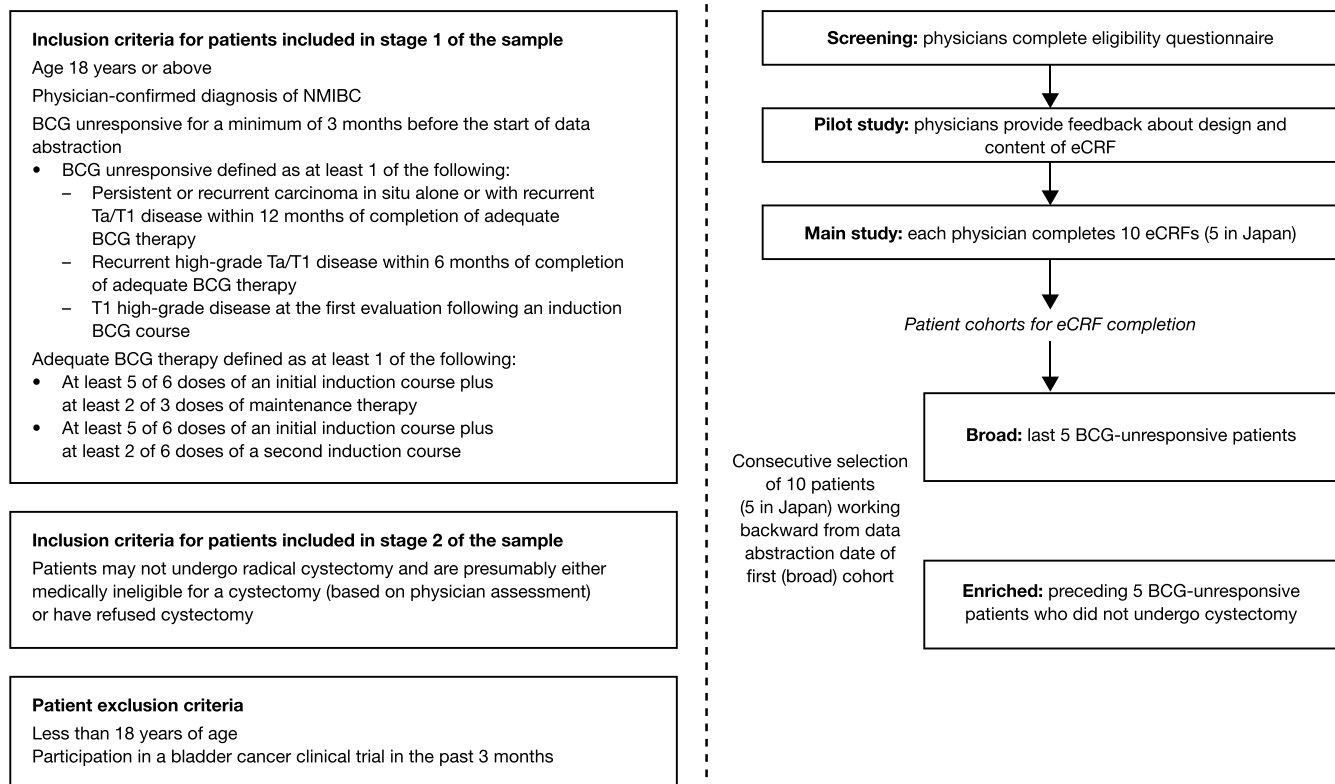 Inclusion criteria for patients included in stage 1 of the sample
Age 18 years or above
Physician-confirmed diagnosis of NMIBC
BCG unresponsive for a minimum of 3 months before the start of data
abstraction
• BCG unresponsive defined as at least 1 of the following:
– Persistent or recurrent carcinoma in situ alone or with recurrent
Ta/T1 disease within 12 months of completion of adequate
BCG therapy
– Recurrent high-grade Ta/T1 disease within 6 months of completion
of adequate BCG therapy
– T1 high-grade disease at the first evaluation following an induction
BCG course
Adequate BCG therapy defined as at least 1 of the following:
• At least 5 of 6 doses of an initial induction course plus
at least 2 of 3 doses of maintenance therapy
• At least 5 of 6 doses of an initial induction course plus
at least 2 of 6 doses of a second induction course
Inclusion criteria for patients included in stage 2 of the sample
Patients may not undergo radical cystectomy and are presumably either
medically ineligible for a cystectomy (based on physician assessment)
or have refused cystectomy
Patient exclusion criteria
Less than 18 years of age
Participation in a bladder cancer clinical trial in the past 3 months
Screening: physicians complete eligibility questionnaire
Pilot study: physicians provide feedback about design and
content of eCRF
Main study: each physician completes 10 eCRFs (5 in Japan)
Patient cohorts for eCRF completion
Broad: last 5 BCG-unresponsive patients
Consecutive selection
of 10 patients
(5 in Japan) working
backward from data
abstraction date of
first (broad) cohort
Enriched: preceding 5 BCG-unresponsive
patients who did not undergo cystectomy